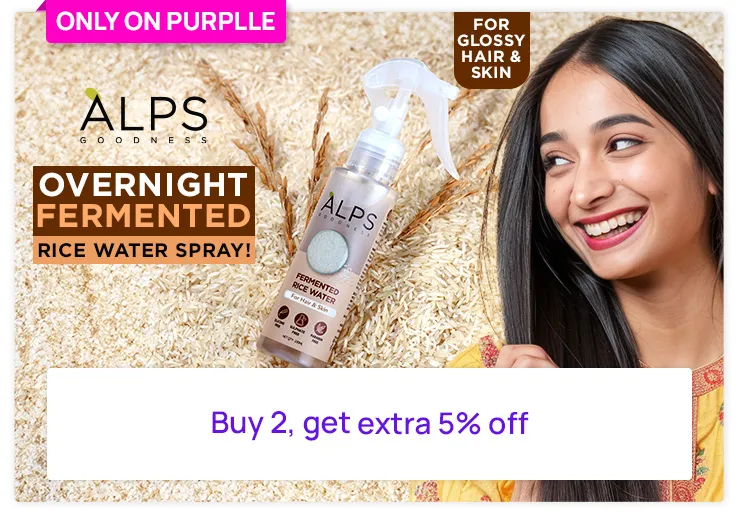 ONLY ON PURPLLE
FOR
GLOSSY
HAIR &
SKIN
ALPS
GOODNESS
OVERNIGHT
FERMENTED
RICE WATER SPRAY!
ALPS
GOODNESS
FERMENTED
RICE WATER
For Hair & Skin
Buy 2, get extra 5% off